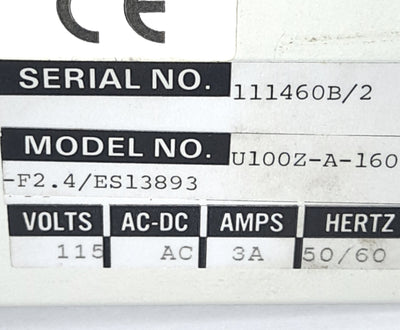 CE
SERIAL NO. 111460B/2
MODEL NO. U100Z-A-160
-F2.4/ES13893
VOLTS AC-DC AMPS HERTZ
115 AC 3A 50/60